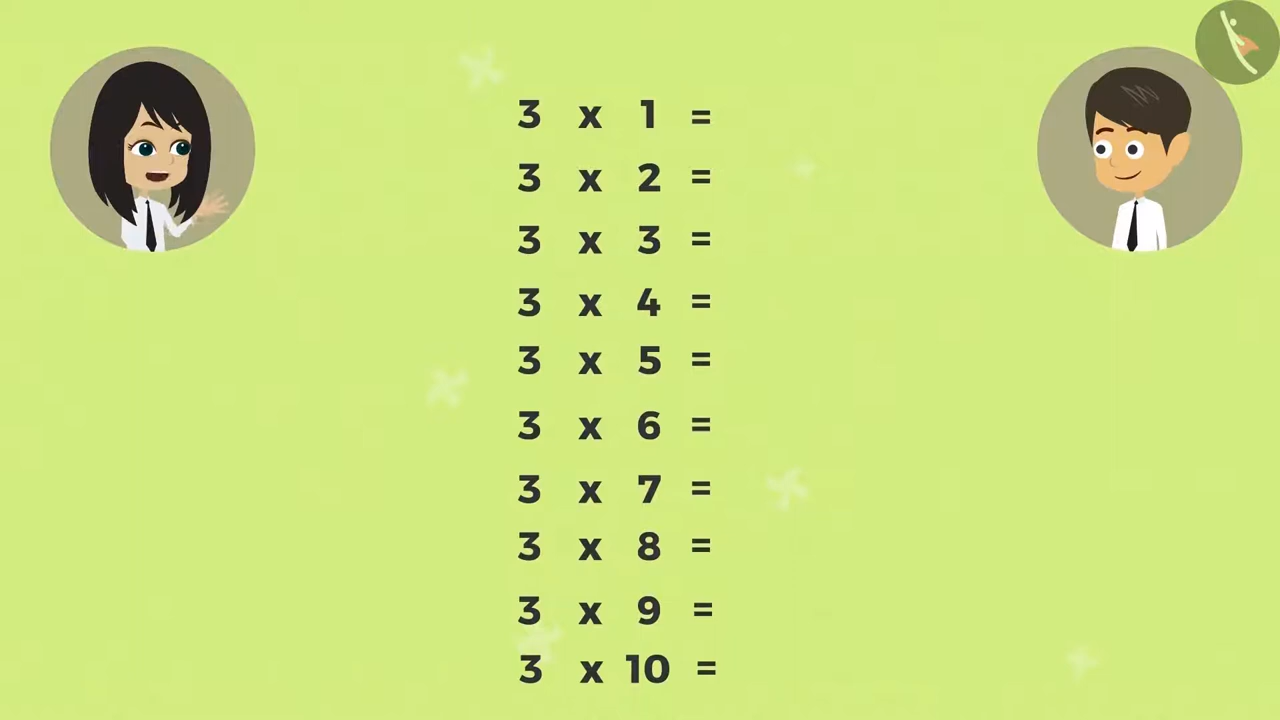 3 x 1 =
3 x 2 =
3 x 3 =
3 x 4 =
3 x 5 =
3 x 6 =
3 x 7 =
3 x 8 =
3 x 9 =
3 x 10 =